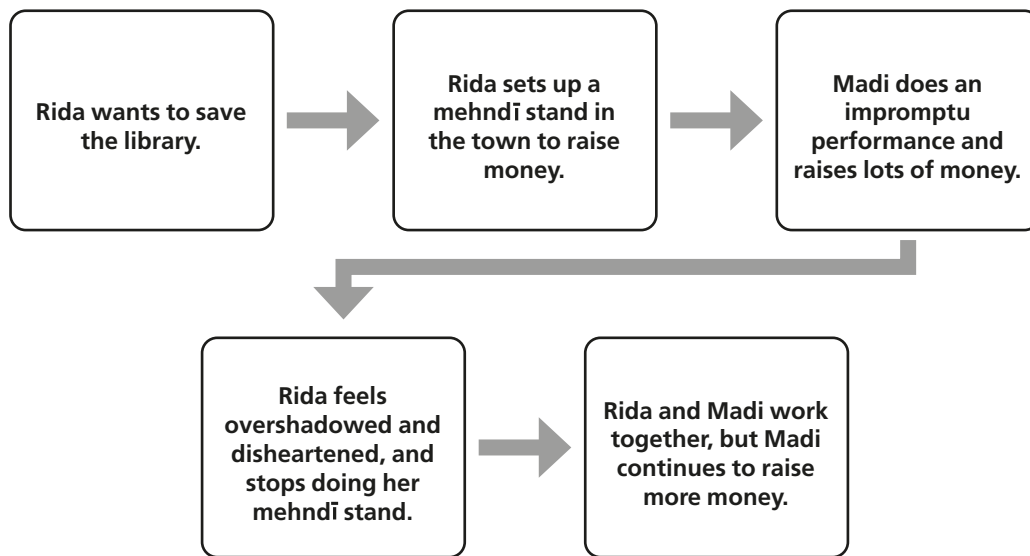 Rida wants to save
the library.
Rida sets up a
mehndī stand in
the town to raise
money.
Madi does an
impromptu
performance and
raises lots of money.
Rida feels
overshadowed and
disheartened, and
stops doing her
mehndī stand.
Rida and Madi work
together, but Madi
continues to raise
more money.